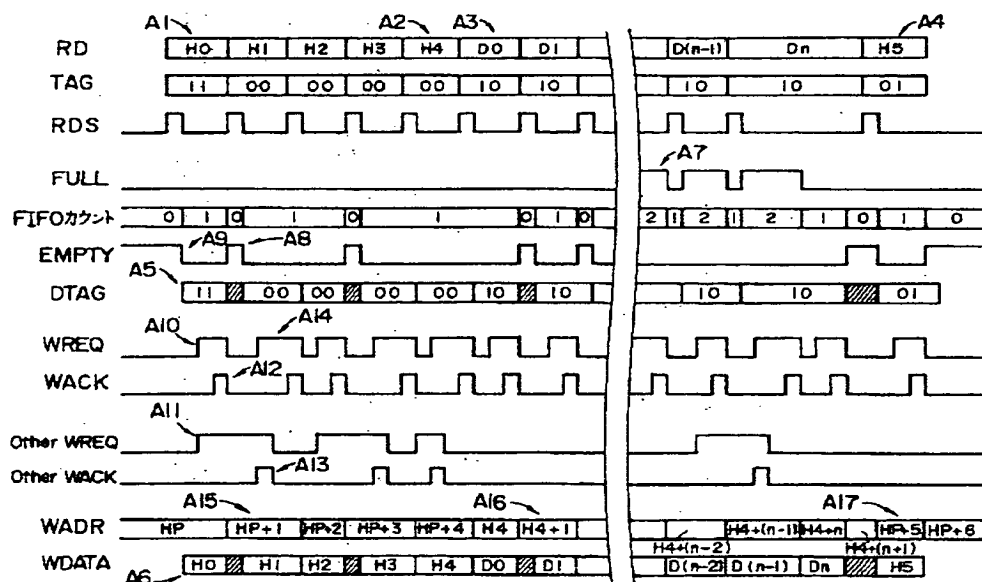 A1 A2 A3 A4
RD H0 H1 H2 H3 H4 D0 D1 D(n-1) Dn H5
TAG 11 00 00 00 00 10 10 10 10 01
RDS
FULL A7
FIFOカウント 0 1 0 1 0 1 0 1 0 2 1 2 1 2 1 0 1 0
EMPTY A9 A8
A5
DTAG 11 00 00 00 00 10 10 10 10 01
A10 A14
WREQ
WACK A12
A11
Other WREQ
Other WACK A13
A15 A16 A17
WADR HP HP+1 HP+2 HP+3 HP+4 H4 H4+1 H4+(n-1) H4+n HP+5 HP+6
H4+(n-2) H4+(n+1)
WDATA H0 H1 H2 H3 H4 D0 D1 D(n-2) D(n-1) Dn H5
A6